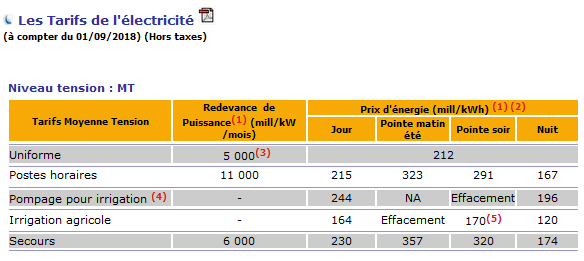 Les Tarifs de l'électricité
(à compter du 01/09/2018) (Hors taxes)
Niveau tension : MT
Tarifs Moyenne Tension
Redevance de
Puissance(1) (mill/kW
/mois)
Prix d'énergie (mill/kWh) (1) (2)
Jour
Pointe matin
été
Pointe soir
Nuit
Uniforme 5 000(3) 212
Postes horaires 11 000 215 323 291 167
Pompage pour irrigation (4) - 244 NA Effacement 196
Irrigation agricole - 164 Effacement 170(5) 120
Secours 6 000 230 357 320 174